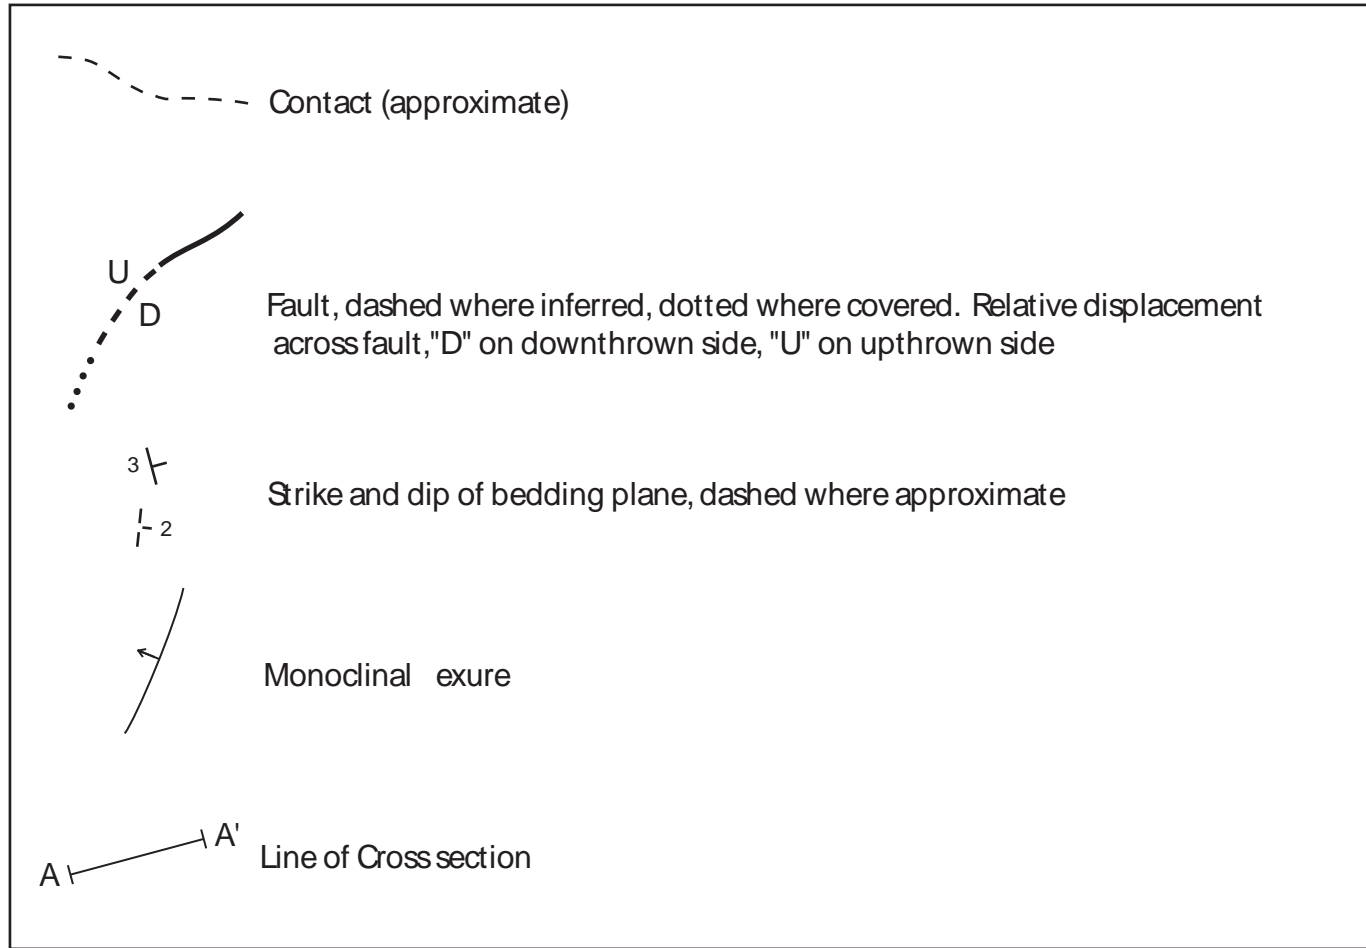 Contact (approximate)
U
D
Fault, dashed where inferred, dotted where covered. Relative displacement
across fault,"D" on downthrown side, "U" on upthrown side
3
Strike and dip of bedding plane, dashed where approximate
2
Monoclinal exure
A A'
Line of Cross section